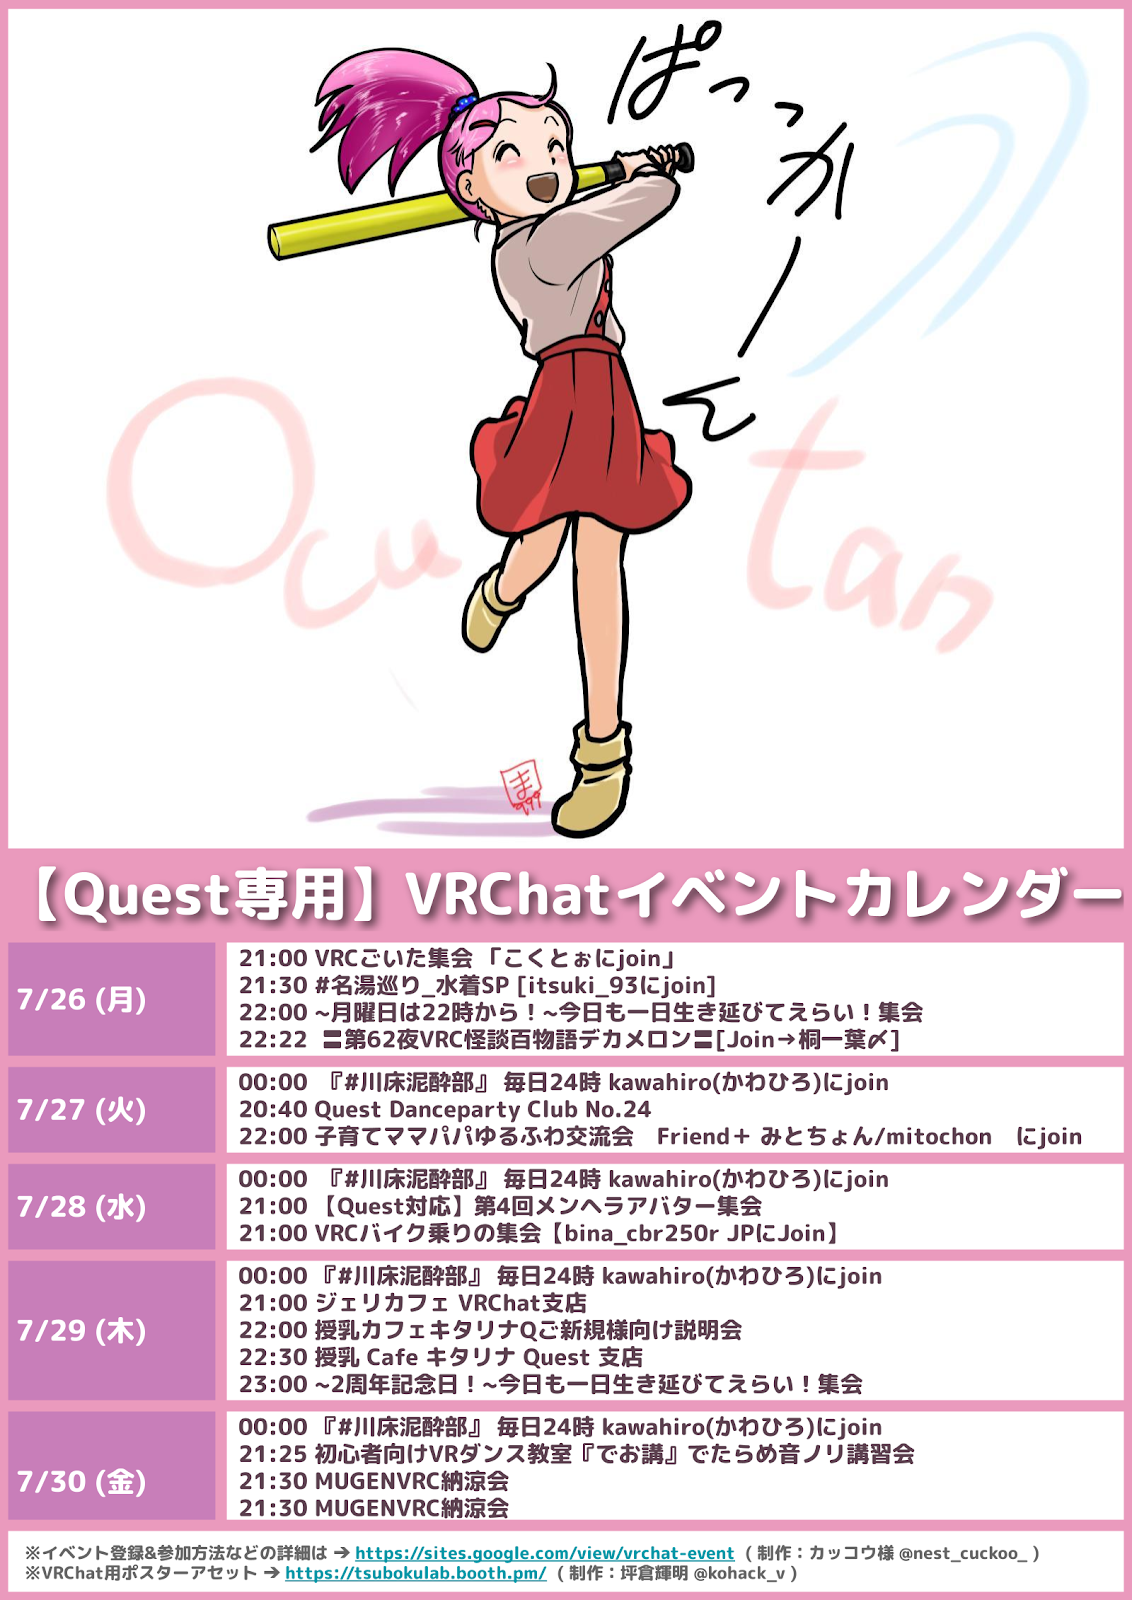 ぱっっかーん
Ocu tan
ま
999
【Quest専用】VRChatイベントカレンダー
7/26 (月)
21:00 VRCごいた集会 「こくとぉにjoin」
21:30 #名湯巡り_水着SP [itsuki_93にjoin]
22:00 ~月曜日は22時から！~今日も一日生き延びてえらい！集会
22:22 〓第62夜VRC怪談百物語デカメロン〓[Join→桐一葉〆]
7/27 (火)
00:00 『#川床泥酔部』 毎日24時 kawahiro(かわひろ)にjoin
20:40 Quest Danceparty Club No.24
22:00 子育てママパパゆるふわ交流会　Friend＋ みとちょん/mitochon　にjoin
7/28 (水)
00:00 『#川床泥酔部』 毎日24時 kawahiro(かわひろ)にjoin
21:00 【Quest対応】第4回メンヘラアバター集会
21:00 VRCバイク乗りの集会【bina_cbr250r JPにJoin】
7/29 (木)
00:00 『#川床泥酔部』 毎日24時 kawahiro(かわひろ)にjoin
21:00 ジェリカフェ VRChat支店
22:00 授乳カフェキタリナQご新規様向け説明会
22:30 授乳 Cafe キタリナ Quest 支店
23:00 ~2周年記念日！~今日も一日生き延びてえらい！集会
7/30 (金)
00:00 『#川床泥酔部』 毎日24時 kawahiro(かわひろ)にjoin
21:25 初心者向けVRダンス教室『でお講』でたらめ音ノリ講習会
21:30 MUGENVRC納涼会
21:30 MUGENVRC納涼会
※イベント登録&参加方法などの詳細は → https://sites.google.com/view/vrchat-event ( 制作：カッコウ様 @nest_cuckoo_ )
※VRChat用ポスターアセット → https://tsubokulab.booth.pm/ ( 制作：坪倉輝明 @kohack_v )